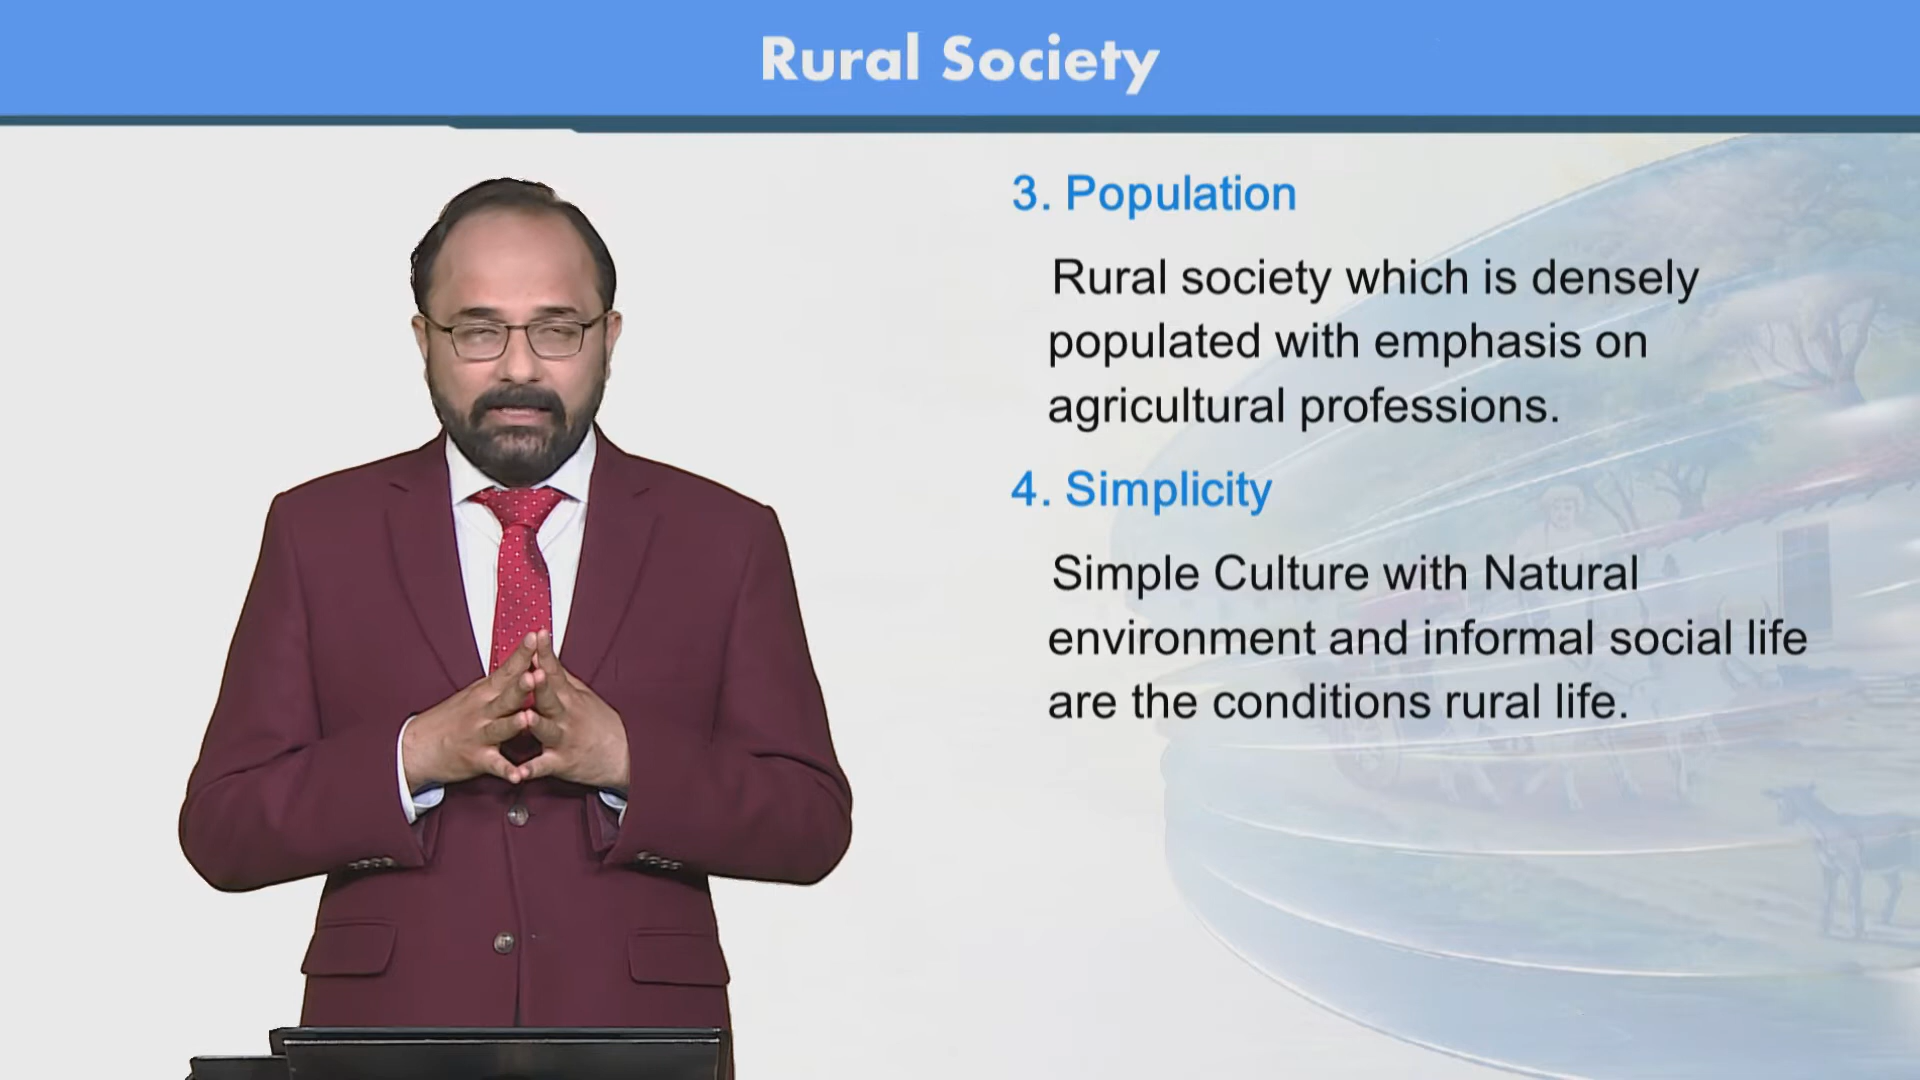 Rural Society
3. Population
Rural society which is densely
populated with emphasis on
agricultural professions.
4. Simplicity
Simple Culture with Natural
environment and informal social life
are the conditions rural life.